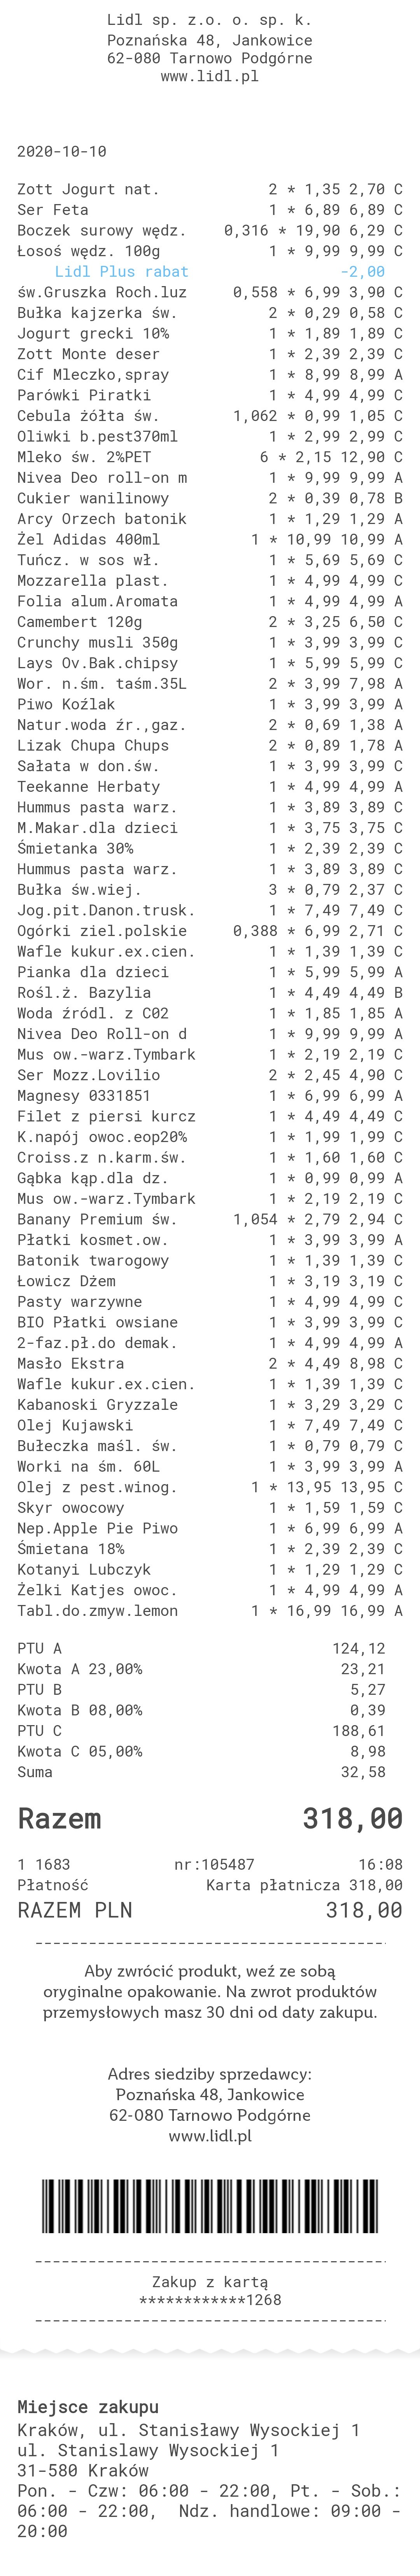 Lidl sp. z.o. o. sp. k.
Poznańska 48, Jankowice
62-080 Tarnowo Podgórne
www.lidl.pl
2020-10-10
Zott Jogurt nat. 2 * 1,35 2,70 C
Ser Feta 1 * 6,89 6,89 C
Boczek surowy wędz. 0,316 * 19,90 6,29 C
Łosoś wędz. 100g 1 * 9,99 9,99 C
Lidl Plus rabat -2,00
św.Gruszka Roch.luz 0,558 * 6,99 3,90 C
Bułka kajzerka św. 2 * 0,29 0,58 C
Jogurt grecki 10% 1 * 1,89 1,89 C
Zott Monte deser 1 * 2,39 2,39 C
Cif Mleczko,spray 1 * 8,99 8,99 A
Parówki Piratki 1 * 4,99 4,99 C
Cebula żółta św. 1,062 * 0,99 1,05 C
Oliwki b.pest370ml 1 * 2,99 2,99 C
Mleko św. 2%PET 6 * 2,15 12,90 C
Nivea Deo roll-on m 1 * 9,99 9,99 A
Cukier wanilinowy 2 * 0,39 0,78 B
Arcy Orzech batonik 1 * 1,29 1,29 A
Żel Adidas 400ml 1 * 10,99 10,99 A
Tuńcz. w sos wł. 1 * 5,69 5,69 C
Mozzarella plast. 1 * 4,99 4,99 C
Folia alum.Aromata 1 * 4,99 4,99 A
Camembert 120g 2 * 3,25 6,50 C
Crunchy musli 350g 1 * 3,99 3,99 C
Lays Ov.Bak.chipsy 1 * 5,99 5,99 C
Wor. n.śm. taśm.35L 2 * 3,99 7,98 A
Piwo Koźlak 1 * 3,99 3,99 A
Natur.woda źr.,gaz. 2 * 0,69 1,38 A
Lizak Chupa Chups 2 * 0,89 1,78 A
Sałata w don.św. 1 * 3,99 3,99 C
Teekanne Herbaty 1 * 4,99 4,99 A
Hummus pasta warz. 1 * 3,89 3,89 C
M.Makar.dla dzieci 1 * 3,75 3,75 C
Śmietanka 30% 1 * 2,39 2,39 C
Hummus pasta warz. 1 * 3,89 3,89 C
Bułka św.wiej. 3 * 0,79 2,37 C
Jog.pit.Danon.trusk. 1 * 7,49 7,49 C
Ogórki ziel.polskie 0,388 * 6,99 2,71 C
Wafle kukur.ex.cien. 1 * 1,39 1,39 C
Pianka dla dzieci 1 * 5,99 5,99 A
Rośl.ż. Bazylia 1 * 4,49 4,49 B
Woda źródl. z CO2 1 * 1,85 1,85 A
Nivea Deo Roll-on d 1 * 9,99 9,99 A
Mus ow.-warz.Tymbark 1 * 2,19 2,19 C
Ser Mozz.Lovilio 2 * 2,45 4,90 C
Magnesy 0331851 1 * 6,99 6,99 A
Filet z piersi kurcz 1 * 4,49 4,49 C
K.napój owoc.eop20% 1 * 1,99 1,99 C
Croiss.z n.karm.św. 1 * 1,60 1,60 C
Gąbka kąp.dla dz. 1 * 0,99 0,99 A
Mus ow.-warz.Tymbark 1 * 2,19 2,19 C
Banany Premium św. 1,054 * 2,79 2,94 C
Płatki kosmet.ow. 1 * 3,99 3,99 A
Batonik twarogowy 1 * 1,39 1,39 C
Łowicz Dżem 1 * 3,19 3,19 C
Pasty warzywne 1 * 4,99 4,99 C
BIO Płatki owsiane 1 * 3,99 3,99 C
2-faz.pł.do demak. 1 * 4,99 4,99 A
Masło Ekstra 2 * 4,49 8,98 C
Wafle kukur.ex.cien. 1 * 1,39 1,39 C
Kabanoski Gryzzale 1 * 3,29 3,29 C
Olej Kujawski 1 * 7,49 7,49 C
Bułeczka maśl. św. 1 * 0,79 0,79 C
Worki na śm. 60L 1 * 3,99 3,99 A
Olej z pest.winog. 1 * 13,95 13,95 C
Skyr owocowy 1 * 1,59 1,59 C
Nep.Apple Pie Piwo 1 * 6,99 6,99 A
Śmietana 18% 1 * 2,39 2,39 C
Kotanyi Lubczyk 1 * 1,29 1,29 C
Żelki Katjes owoc. 1 * 4,99 4,99 A
Tabl.do.zmyw.lemon 1 * 16,99 16,99 A
PTU A 124,12
Kwota A 23,00% 23,21
PTU B 5,27
Kwota B 08,00% 0,39
PTU C 188,61
Kwota C 05,00% 8,98
Suma 32,58
Razem 318,00
1 1683 nr:105487 16:08
Płatność Karta płatnicza 318,00
RAZEM PLN 318,00
Aby zwrócić produkt, weź ze sobą
oryginalne opakowanie. Na zwrot produktów
przemysłowych masz 30 dni od daty zakupu.
Adres siedziby sprzedawcy:
Poznańska 48, Jankowice
62-080 Tarnowo Podgórne
www.lidl.pl
Zakup z kartą
************1268
Miejsce zakupu
Kraków, ul. Stanisławy Wysockiej 1
ul. Stanislawy Wysockiej 1
31-580 Kraków
Pon. - Czw: 06:00 - 22:00, Pt. - Sob.:
06:00 - 22:00, Ndz. handlowe: 09:00 -
20:00